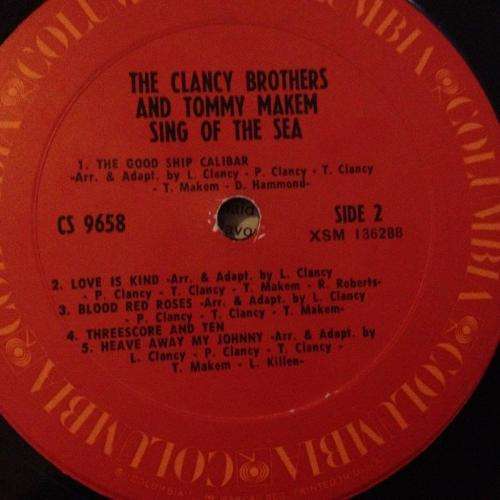 THE CLANCY BROTHERS
AND TOMMY MAKEM
SING OF THE SEA
1. THE GOOD SHIP CALIBAR
-Arr. & Adapt. by L. Clancy - P. Clancy - T. Clancy
- T. Makem - D. Hammond-
CS 9658
SIDE 2
XSM 136288
2. LOVE IS KIND -Arr. & Adapt. by L. Clancy
- P. Clancy - T. Clancy - T. Makem - R. Roberts-
3. BLOOD RED ROSES -Arr. & Adapt. by L. Clancy
- P. Clancy - T. Clancy - T. Makem-
4. THREESCORE AND TEN
5. HEAVE AWAY MY JOHNNY -Arr. & Adapt. by
L. Clancy - P. Clancy - T. Clancy -
T. Makem - L. Killen-
COLUMBIA
COLUMBIA
COLUMBIA
COLUMBIA
COLUMBIA
COLUMBIA